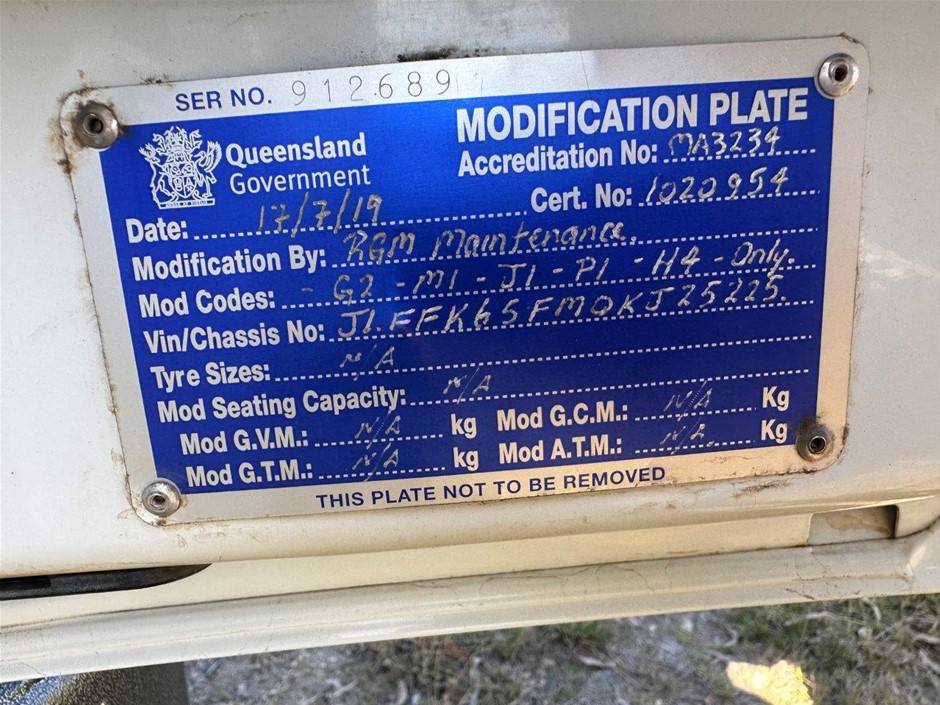 SER NO. 912689
MODIFICATION PLATE
Queensland
Government
Accreditation No: MA3234
Cert. No: 1020954
Date: 17/7/19
Modification By: RGM Maintenance.
Mod Codes: - G2 - M1 - J1 - P1 - H4 - Only.
Vin/Chassis No: JLFFK65FMOKJ25225.
Tyre Sizes: N/A
Mod Seating Capacity: N/A
Mod G.V.M.: N/A kg Mod G.C.M.: N/A Kg
Mod G.T.M.: N/A kg Mod A.T.M.: N/A. Kg
THIS PLATE NOT TO BE REMOVED